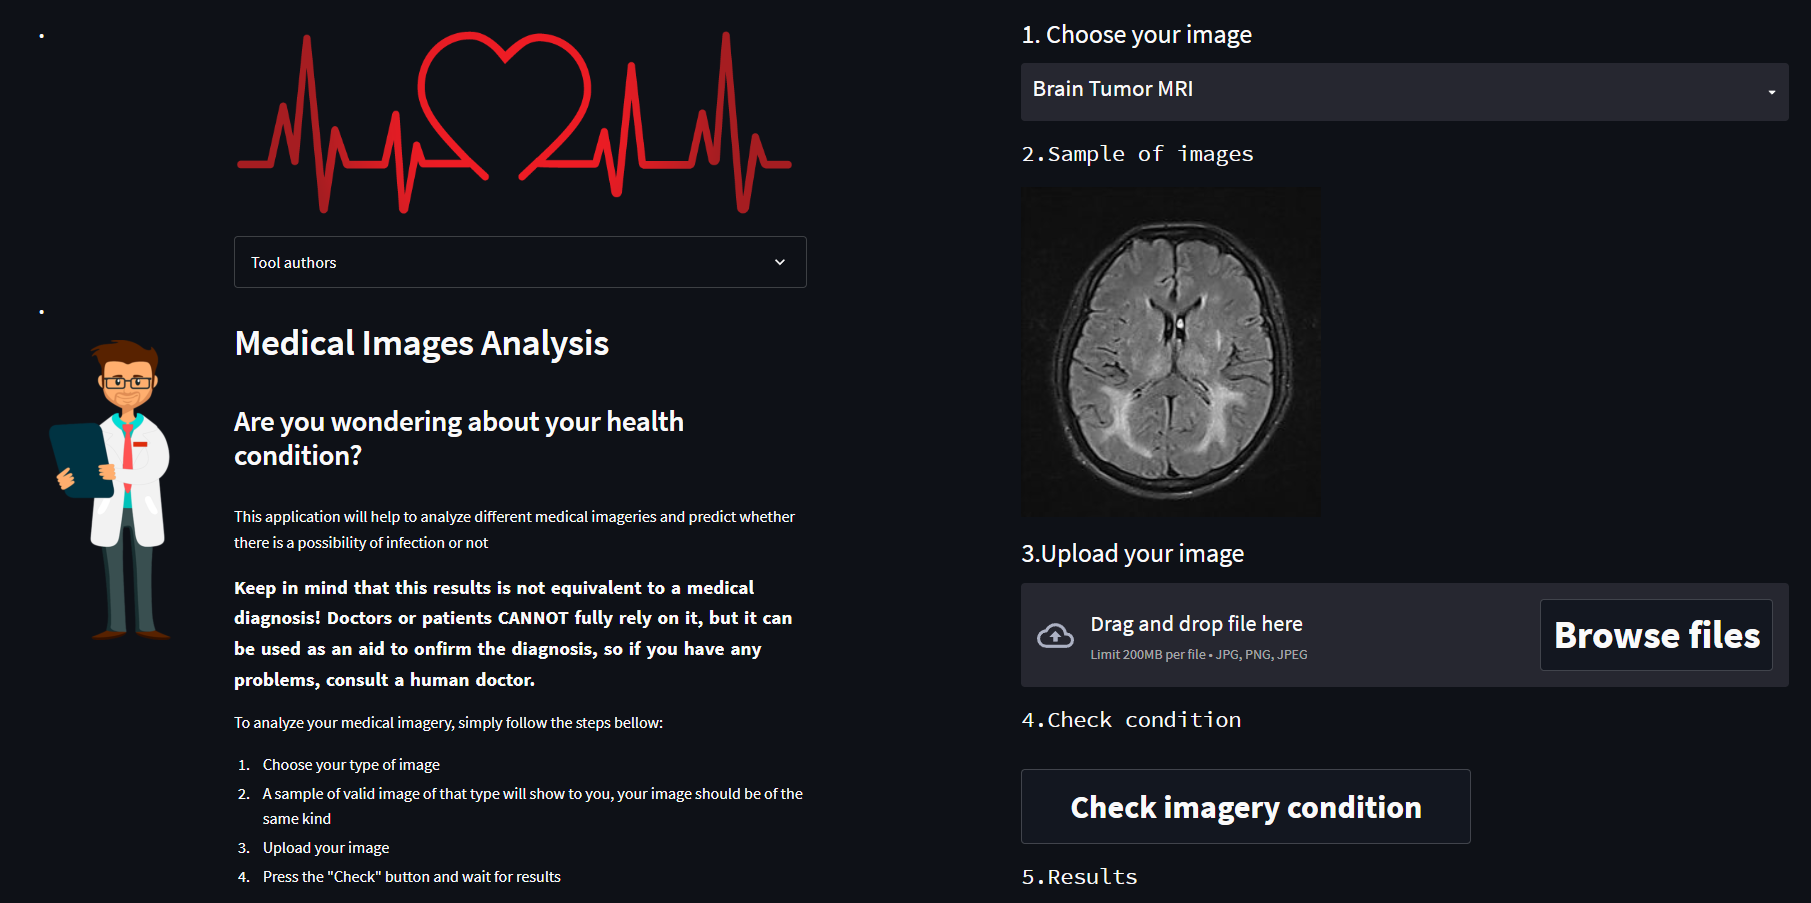 Tool authors
Medical Images Analysis
Are you wondering about your health
condition?
This application will help to analyze different medical imageries and predict whether
there is a possibility of infection or not
Keep in mind that this results is not equivalent to a medical
diagnosis! Doctors or patients CANNOT fully rely on it, but it can
be used as an aid to onfirm the diagnosis, so if you have any
problems, consult a human doctor.
To analyze your medical imagery, simply follow the steps bellow:
1. Choose your type of image
2. A sample of valid image of that type will show to you, your image should be of the
same kind
3. Upload your image
4. Press the "Check" button and wait for results
1. Choose your image
Brain Tumor MRI
2.Sample of images
3.Upload your image
Drag and drop file here
Limit 200MB per file • JPG, PNG, JPEG
Browse files
4.Check condition
Check imagery condition
5.Results